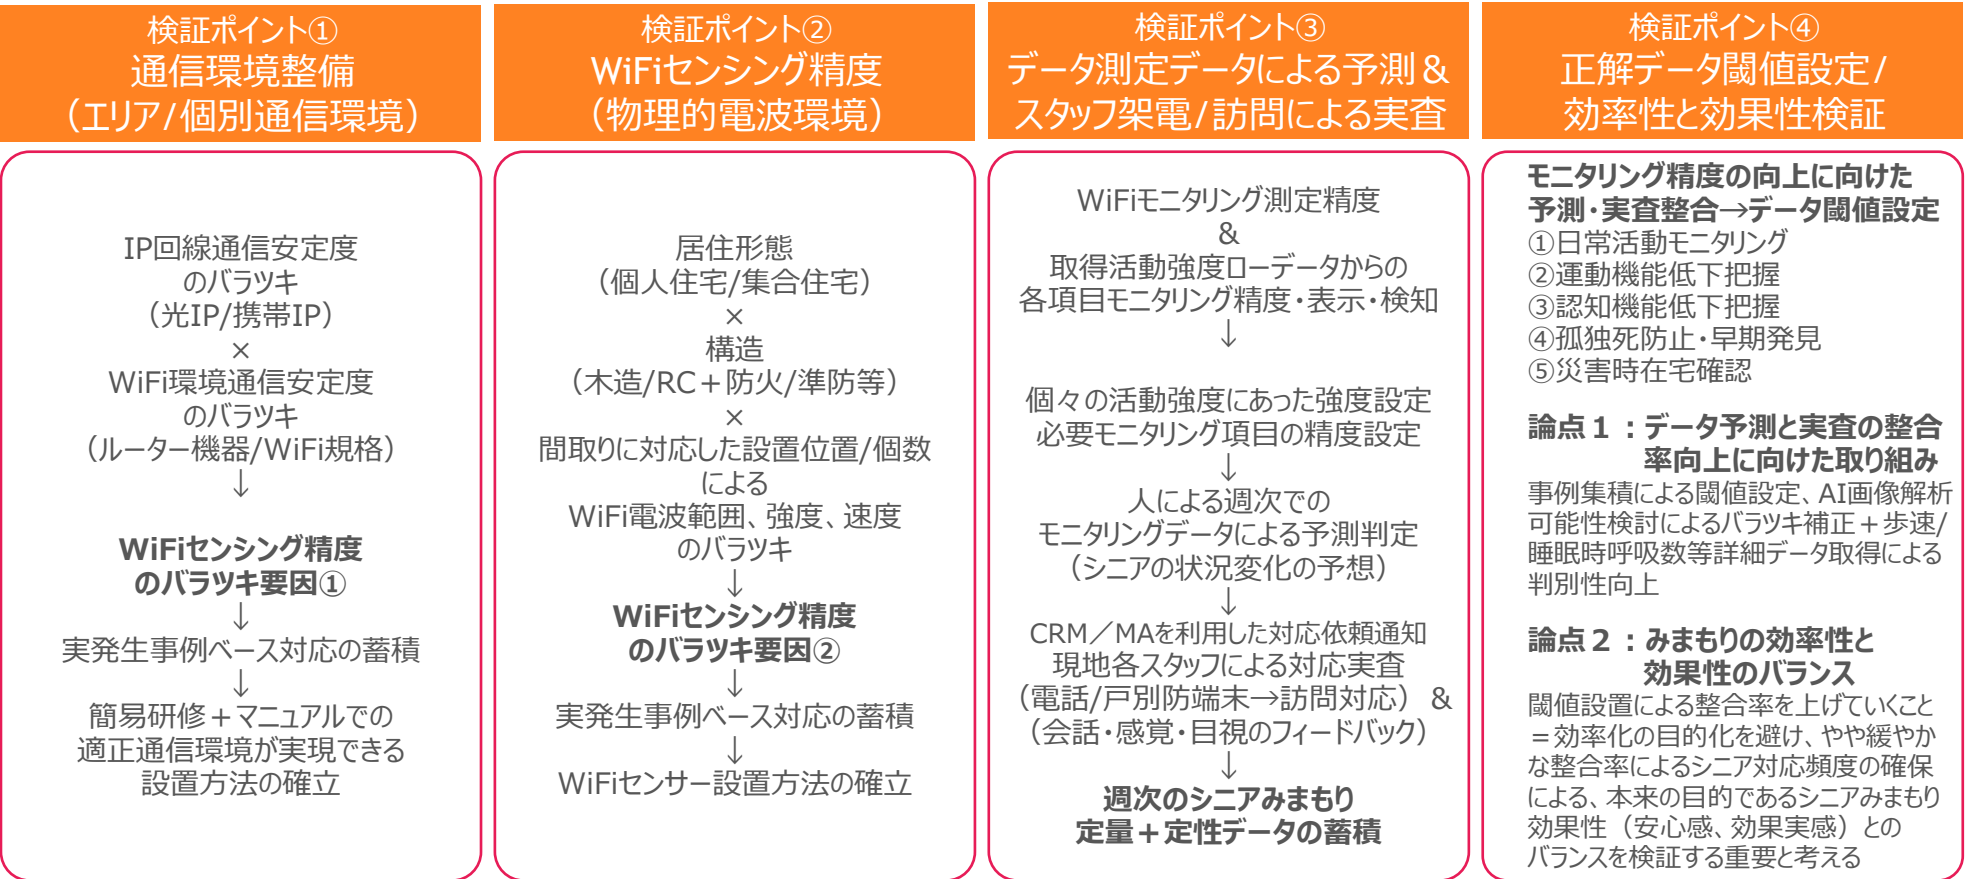 検証ポイント①
通信環境整備
（エリア/個別通信環境）
IP回線通信安定度
のバラツキ
（光IP/携帯IP）
×
WiFi環境通信安定度
のバラツキ
（ルーター機器/WiFi規格）
↓
WiFiセンシング精度
のバラツキ要因①
↓
実発生事例ベース対応の蓄積
↓
簡易研修＋マニュアルでの
適正通信環境が実現できる
設置方法の確立
検証ポイント②
WiFiセンシング精度
（物理的電波環境）
居住形態
（個人住宅/集合住宅）
×
構造
（木造/RC＋防火/準防等）
×
間取りに対応した設置位置/個数
による
WiFi電波範囲、強度、速度
のバラツキ
↓
WiFiセンシング精度
のバラツキ要因②
↓
実発生事例ベース対応の蓄積
↓
WiFiセンサー設置方法の確立
検証ポイント③
データ測定データによる予測＆
スタッフ架電/訪問による実査
WiFiモニタリング測定精度
&
取得活動強度ローデータからの
各項目モニタリング精度・表示・検知
↓
個々の活動強度にあった強度設定
必要モニタリング項目の精度設定
↓
人による週次での
モニタリングデータによる予測判定
（シニアの状況変化の予想）
↓
CRM／MAを利用した対応依頼通知
現地各スタッフによる対応実査
（電話/戸別防端末→訪問対応）＆
（会話・感覚・目視のフィードバック）
↓
週次のシニアみまもり
定量＋定性データの蓄積
検証ポイント④
正解データ閾値設定/
効率性と効果性検証
モニタリング精度の向上に向けた
予測・実査整合→データ閾値設定
①日常活動モニタリング
②運動機能低下把握
③認知機能低下把握
④孤独死防止・早期発見
⑤災害時在宅確認
論点１：データ予測と実査の整合
率向上に向けた取り組み
事例集積による閾値設定、AI画像解析
可能性検討によるバラツキ補正＋歩速/
睡眠時呼吸数等詳細データ取得による
判別性向上
論点２：みまもりの効率性と
効果性のバランス
閾値設置による整合率を上げていくこと
＝効率化の目的化を避け、やや緩やか
な整合率によるシニア対応頻度の確保
による、本来の目的であるシニアみまもり
効果性（安心感、効果実感）との
バランスを検証する重要と考える